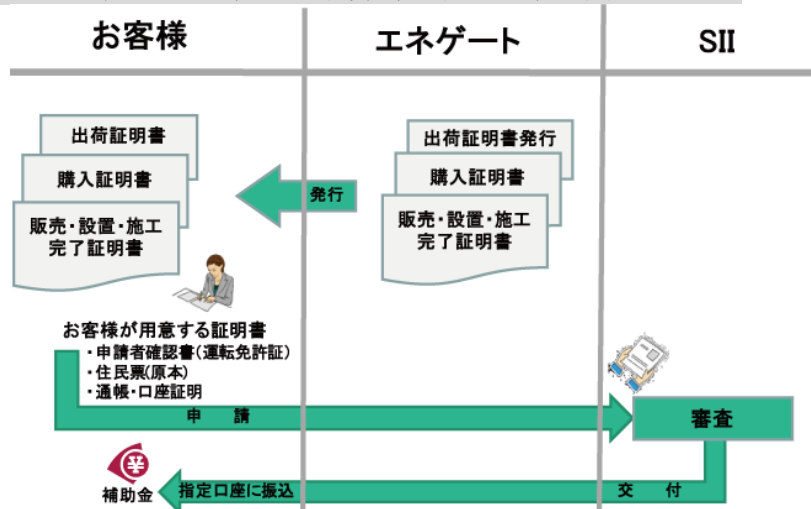 お客様
エネゲート
SII
出荷証明書
購入証明書
販売・設置・施工
完了証明書
発行
出荷証明書発行
購入証明書
販売・設置・施工
完了証明書
お客様が用意する証明書
・申請者確認書(運転免許証)
・住民票(原本)
・通帳・口座証明
申 請
審査
¥
補助金
指定口座に振込
交 付